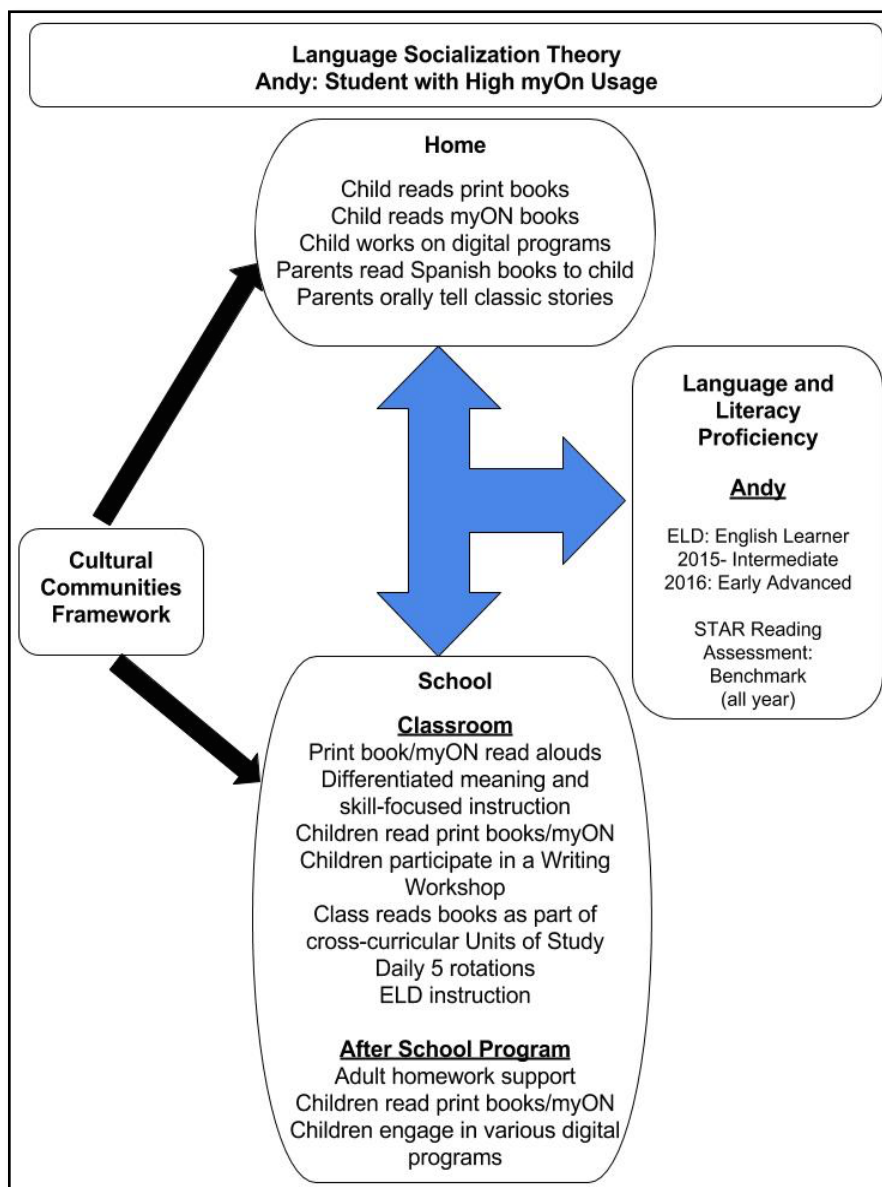 Language Socialization Theory
Andy: Student with High myOn Usage
Home
Child reads print books
Child reads myON books
Child works on digital programs
Parents read Spanish books to child
Parents orally tell classic stories
Language and
Literacy
Proficiency
Andy
ELD: English Learner
2015- Intermediate
2016: Early Advanced
STAR Reading
Assessment:
Benchmark
(all year)
Cultural
Communities
Framework
School
Classroom
Print book/myON read alouds
Differentiated meaning and
skill-focused instruction
Children read print books/myON
Children participate in a Writing
Workshop
Class reads books as part of
cross-curricular Units of Study
Daily 5 rotations
ELD instruction
After School Program
Adult homework support
Children read print books/myON
Children engage in various digital
programs